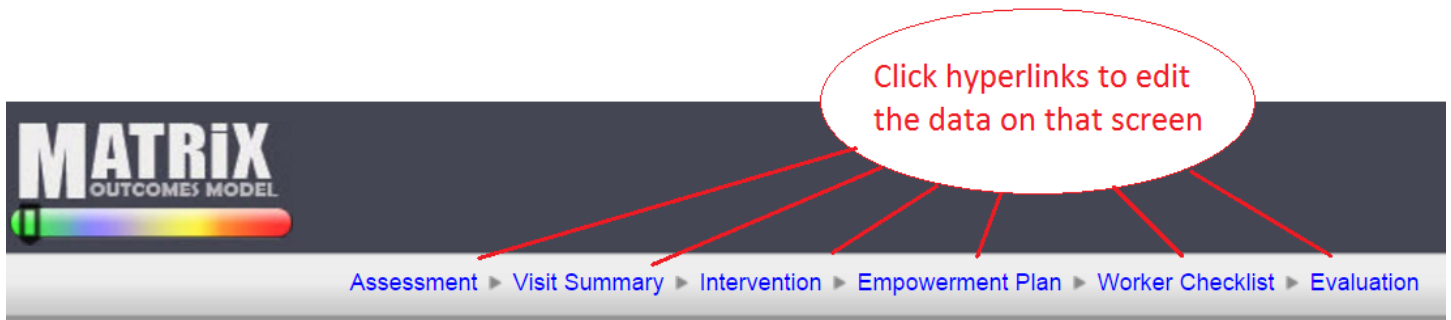 Click hyperlinks to edit
the data on that screen
MATRiX
OUTCOMES MODEL
Assessment ▶ Visit Summary ▶ Intervention ▶ Empowerment Plan ▶ Worker Checklist ▶ Evaluation